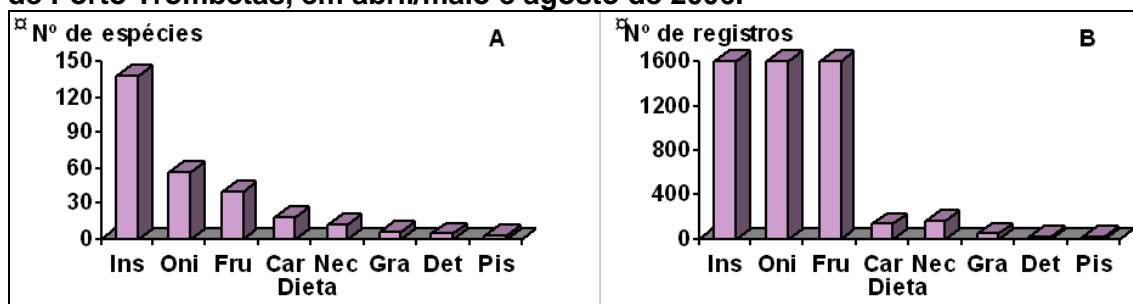 de Porto Trombetas, em abril/maio e agosto de 2006.
¤ Nº de espécies
A
150
120
90
60
30
0
Ins Oni Fru Car Nec Gra Det Pis
Dieta
¤ Nº de registros
B
1600
1200
800
400
0
Ins Oni Fru Car Nec Gra Det Pis
Dieta